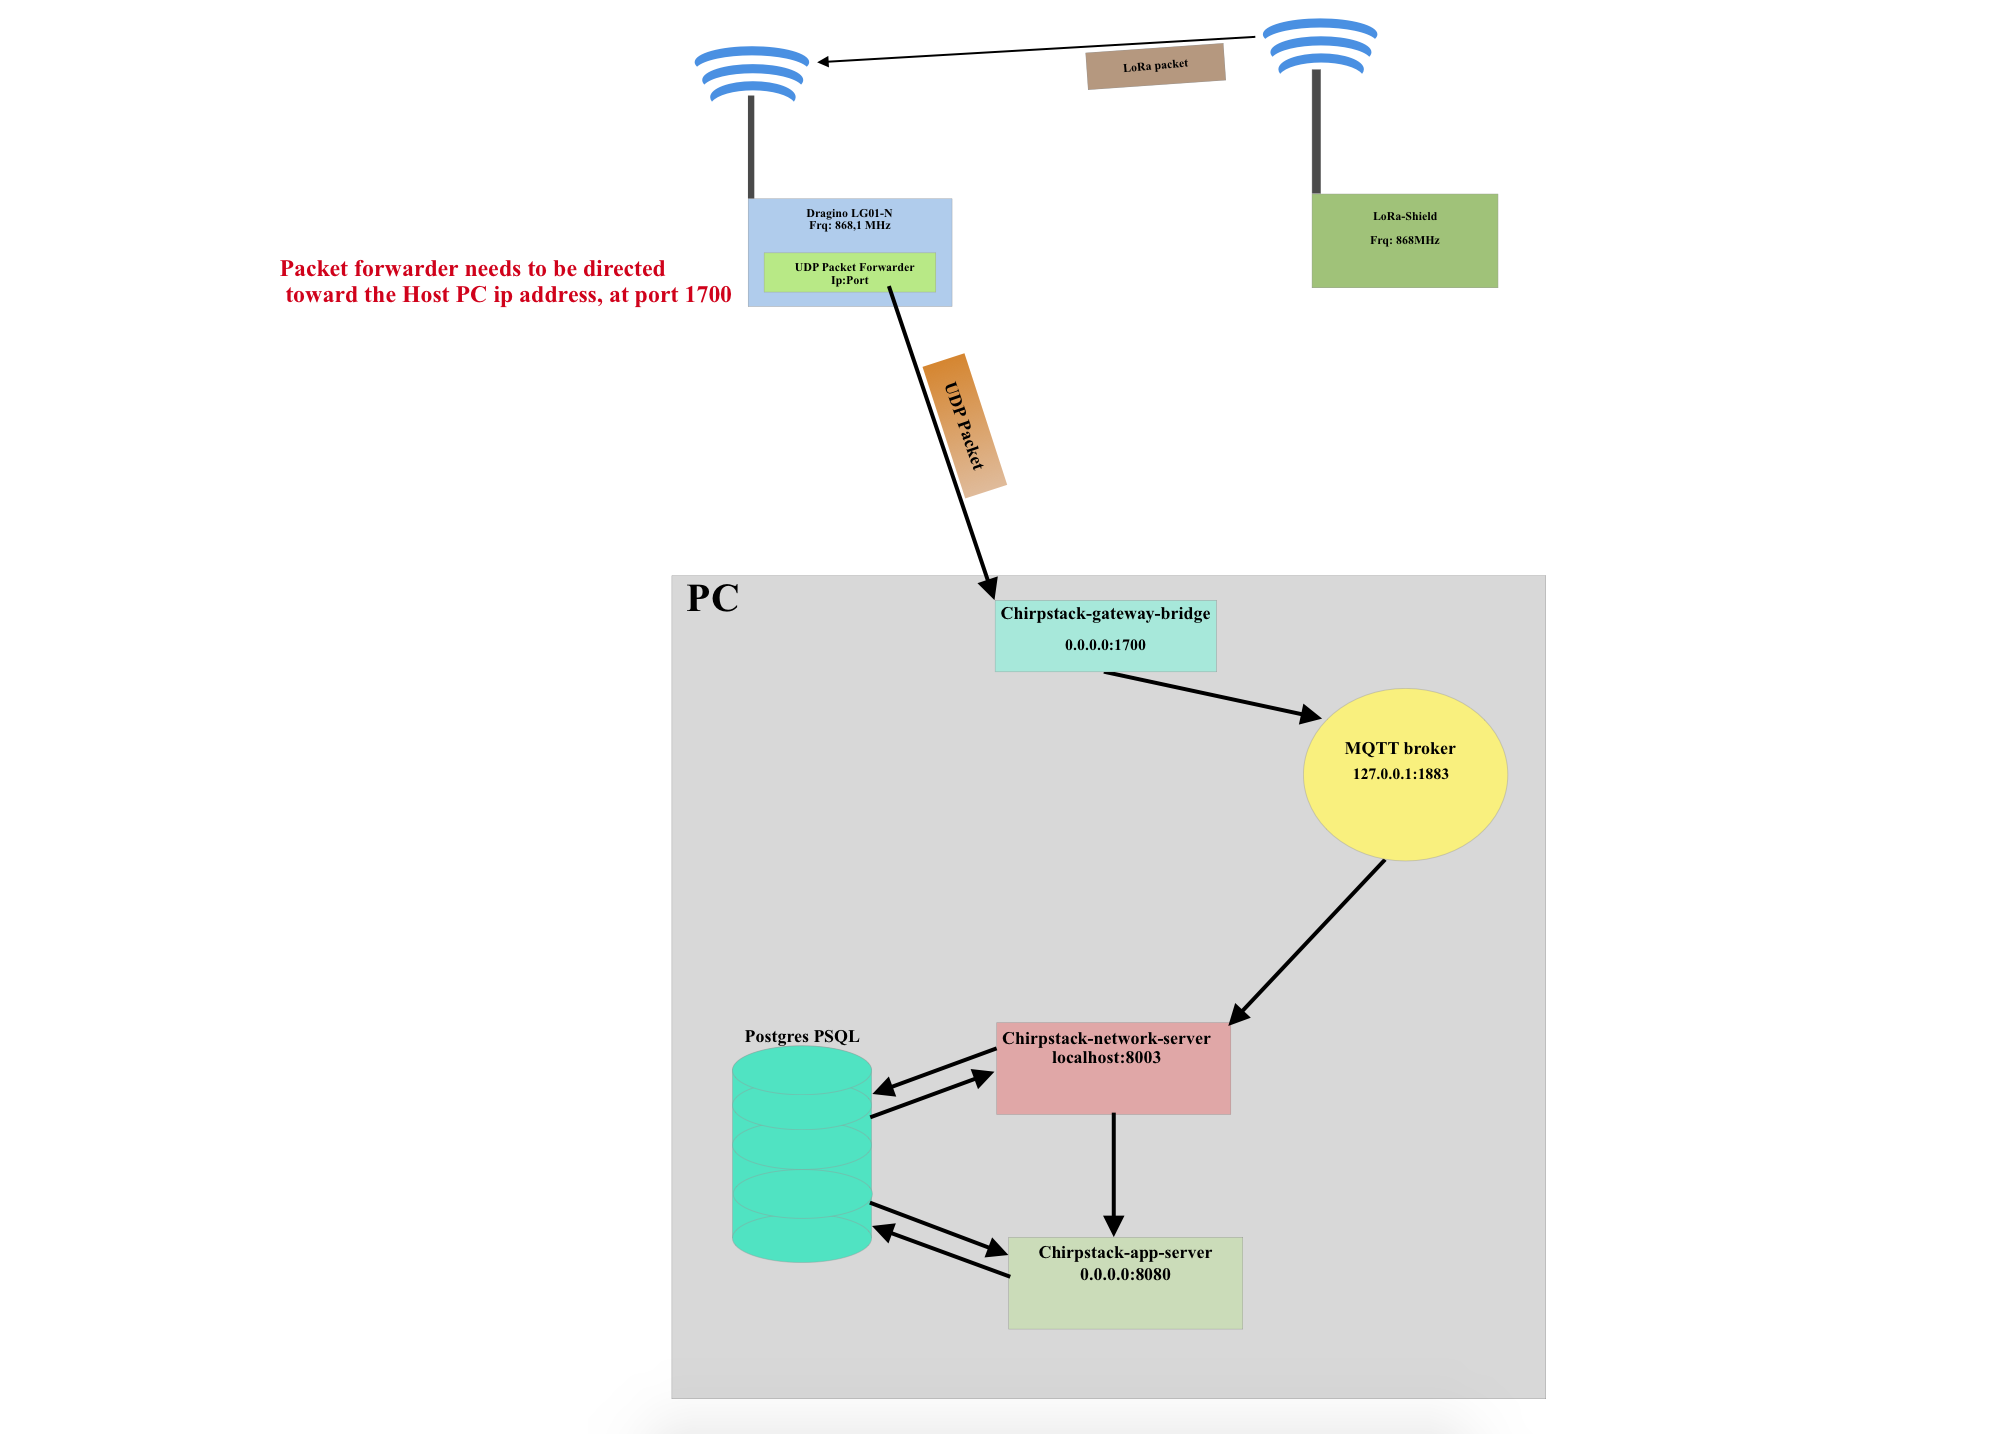 LoRa packet
Dragino LG01-N
Frq: 868,1 MHz
UDP Packet Forwarder
Ip:Port
LoRa-Shield
Frq: 868MHz
Packet forwarder needs to be directed
toward the Host PC ip address, at port 1700
UDP Packet
PC
Chirpstack-gateway-bridge
0.0.0.0:1700
MQTT broker
127.0.0.1:1883
Postgres PSQL
Chirpstack-network-server
localhost:8003
Chirpstack-app-server
0.0.0.0:8080